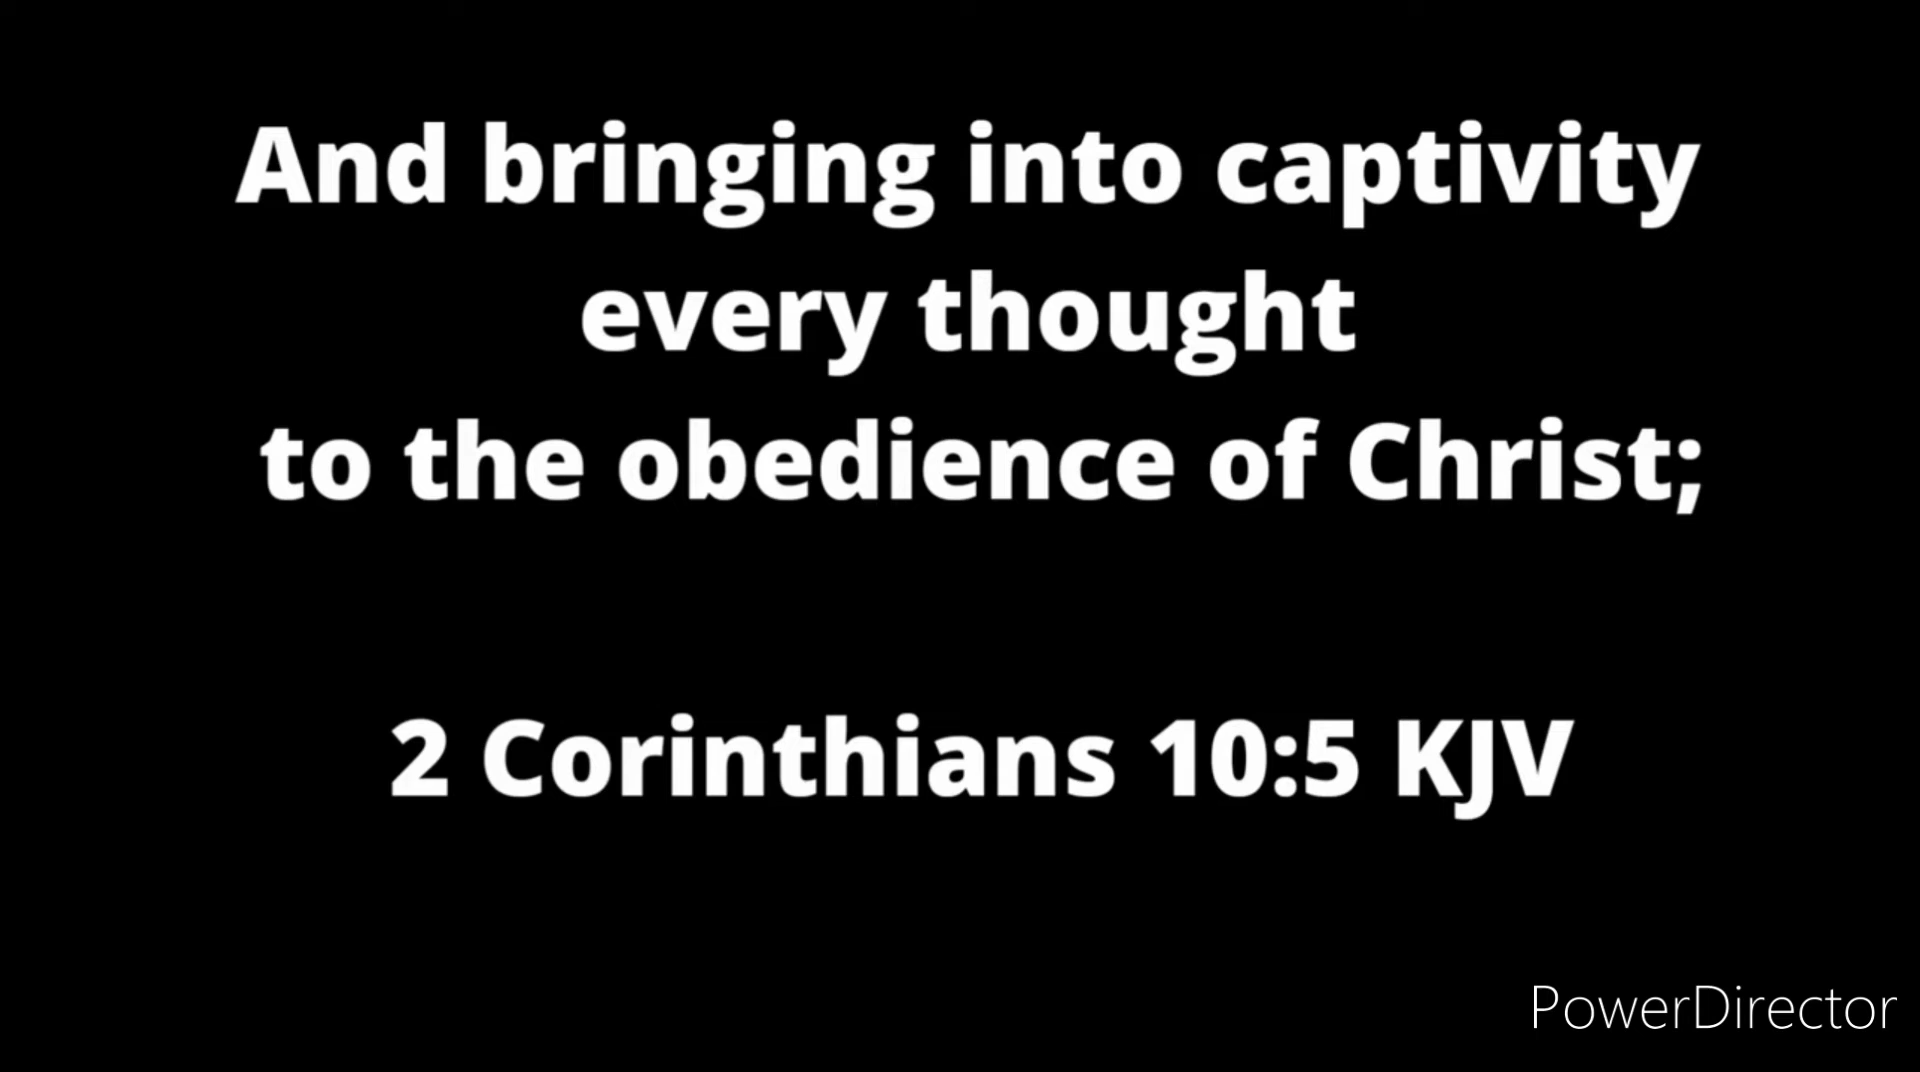 And bringing into captivity
every thought
to the obedience of Christ;
2 Corinthians 10:5 KJV
PowerDirector